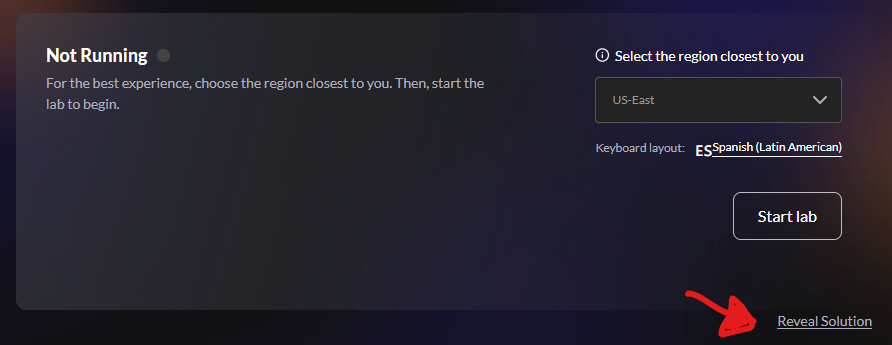 Not Running
For the best experience, choose the region closest to you. Then, start the
lab to begin.
Select the region closest to you
US-East
Keyboard layout: ES Spanish (Latin American)
Start lab
Reveal Solution